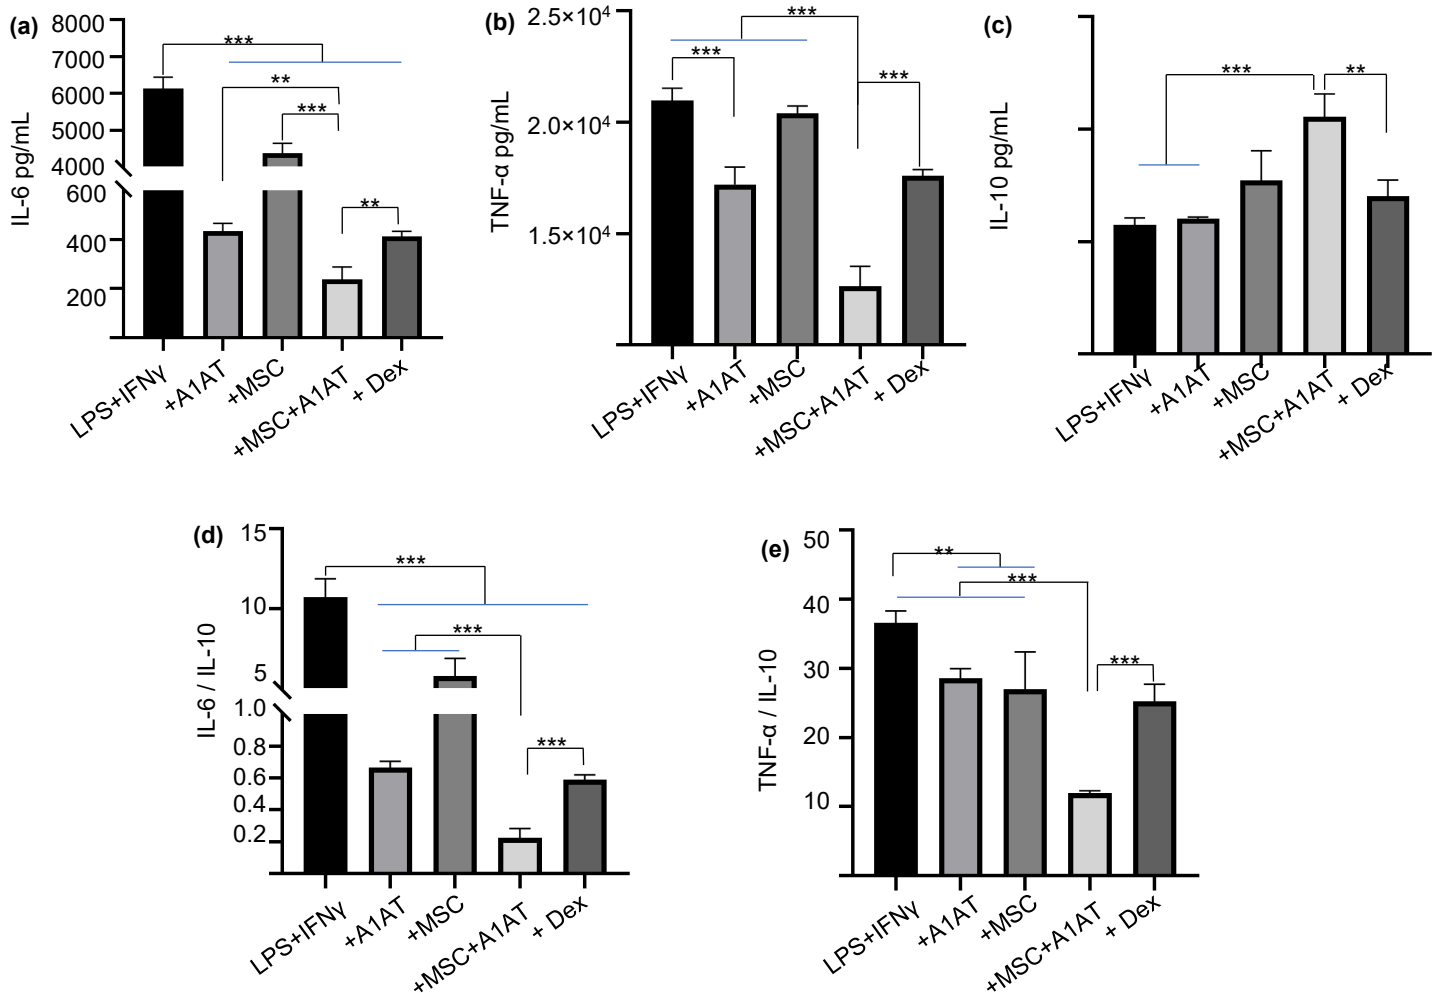 (a)
IL-6 pg/mL
8000
7000
6000
5000
4000
600
400
200
***
**
***
**
LPS+IFNγ
+A1AT
+MSC
+MSC+A1AT
+ Dex
(b)
TNF-α pg/mL
2.5×10⁴
2.0×10⁴
1.5×10⁴
***
***
***
LPS+IFNγ
+A1AT
+MSC
+MSC+A1AT
+ Dex
(c)
IL-10 pg/mL
***
**
LPS+IFNγ
+A1AT
+MSC
+MSC+A1AT
+ Dex
(d)
IL-6 / IL-10
15
10
5
1.0
0.8
0.6
0.4
0.2
***
***
***
LPS+IFNγ
+A1AT
+MSC
+MSC+A1AT
+ Dex
(e)
TNF-α / IL-10
50
40
30
20
10
**
***
***
LPS+IFNγ
+A1AT
+MSC
+MSC+A1AT
+ Dex